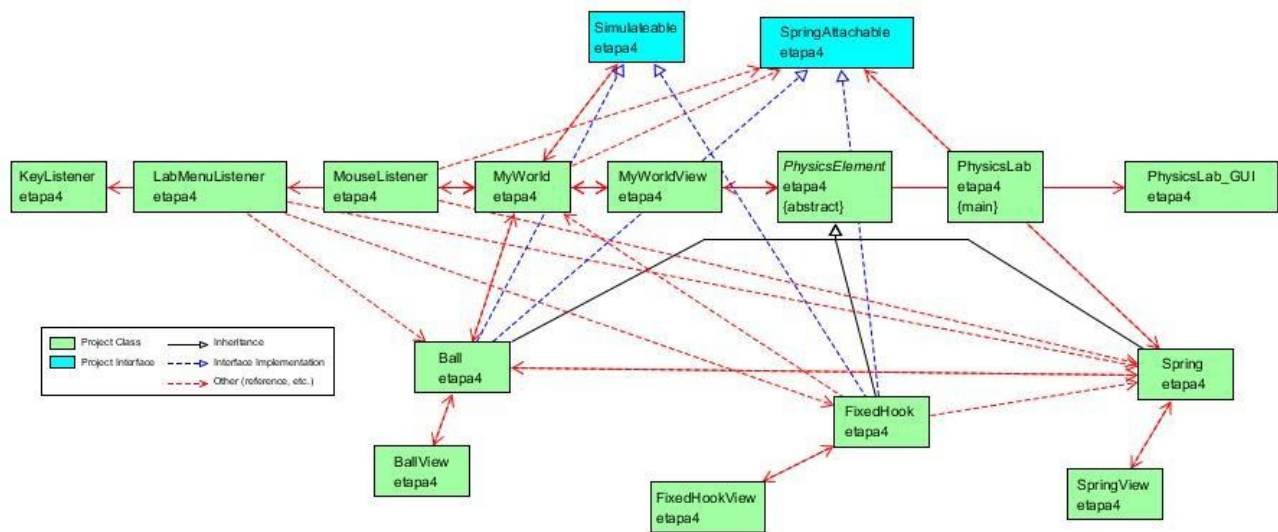 Simulateable
etapa4
SpringAttachable
etapa4
KeyListener
etapa4
LabMenuListener
etapa4
MouseListener
etapa4
MyWorld
etapa4
MyWorldView
etapa4
PhysicsElement
etapa4
{abstract}
PhysicsLab
etapa4
{main}
PhysicsLab_GUI
etapa4
Project Class
Inheritance
Project Interface
Interface Implementation
Other (reference, etc.)
Ball
etapa4
Spring
etapa4
FixedHook
etapa4
BallView
etapa4
FixedHookView
etapa4
SpringView
etapa4